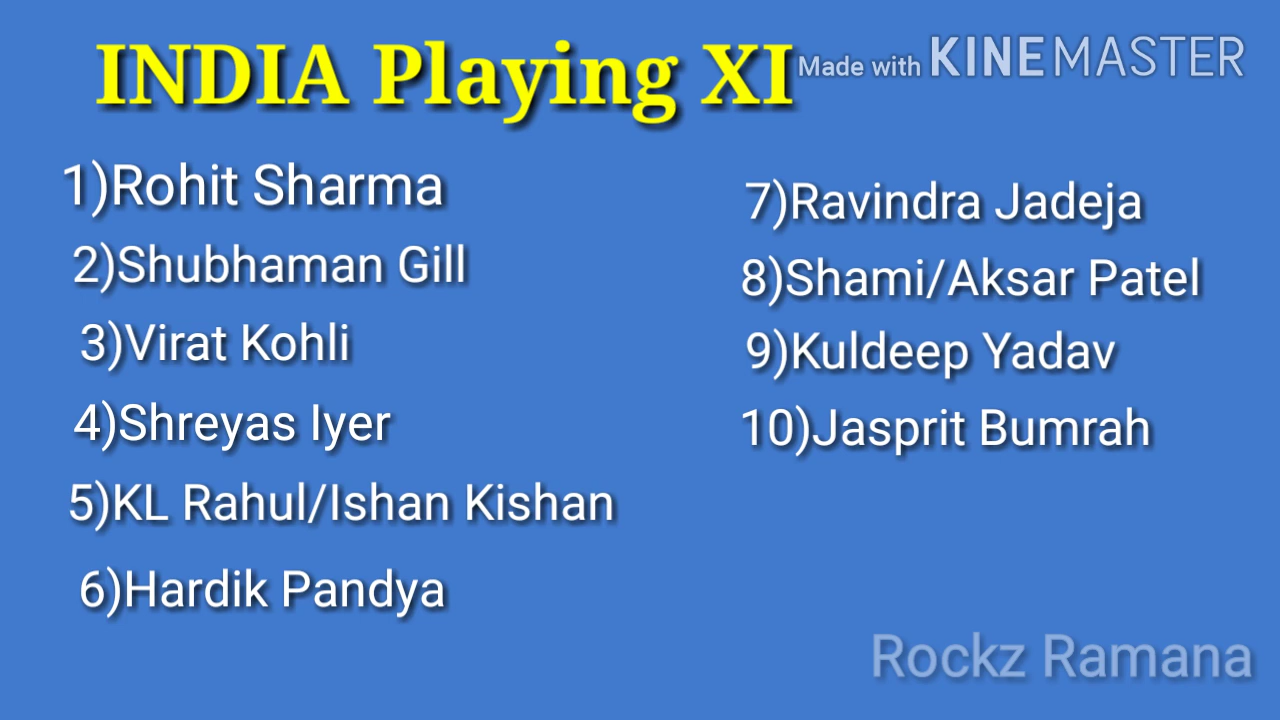 INDIA Playing XI
Made with KINEMASTER
1)Rohit Sharma
2)Shubhaman Gill
3)Virat Kohli
4)Shreyas Iyer
5)KL Rahul/Ishan Kishan
6)Hardik Pandya
7)Ravindra Jadeja
8)Shami/Aksar Patel
9)Kuldeep Yadav
10)Jasprit Bumrah
Rockz Ramana